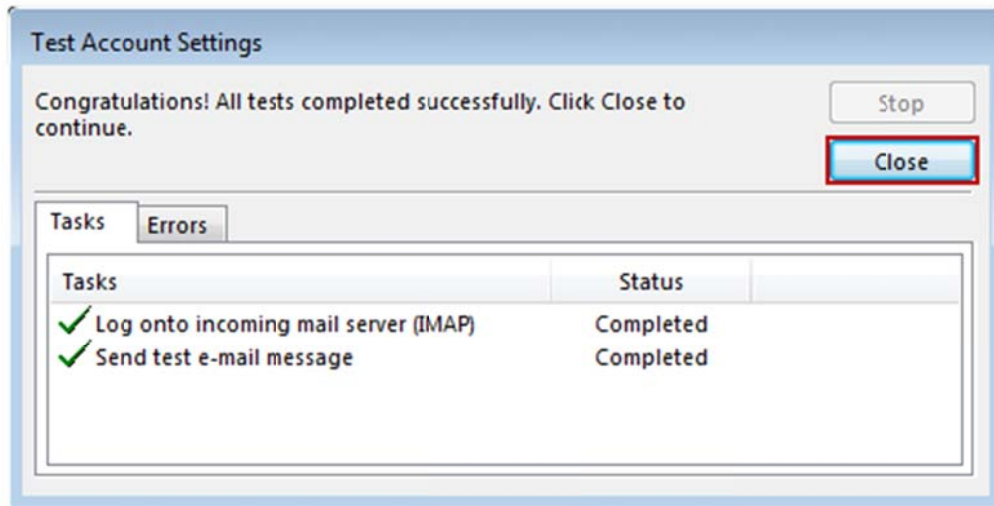 Test Account Settings
Congratulations! All tests completed successfully. Click Close to
continue.
Stop
Close
Tasks
Errors
Tasks Status
Log onto incoming mail server (IMAP) Completed
Send test e-mail message Completed